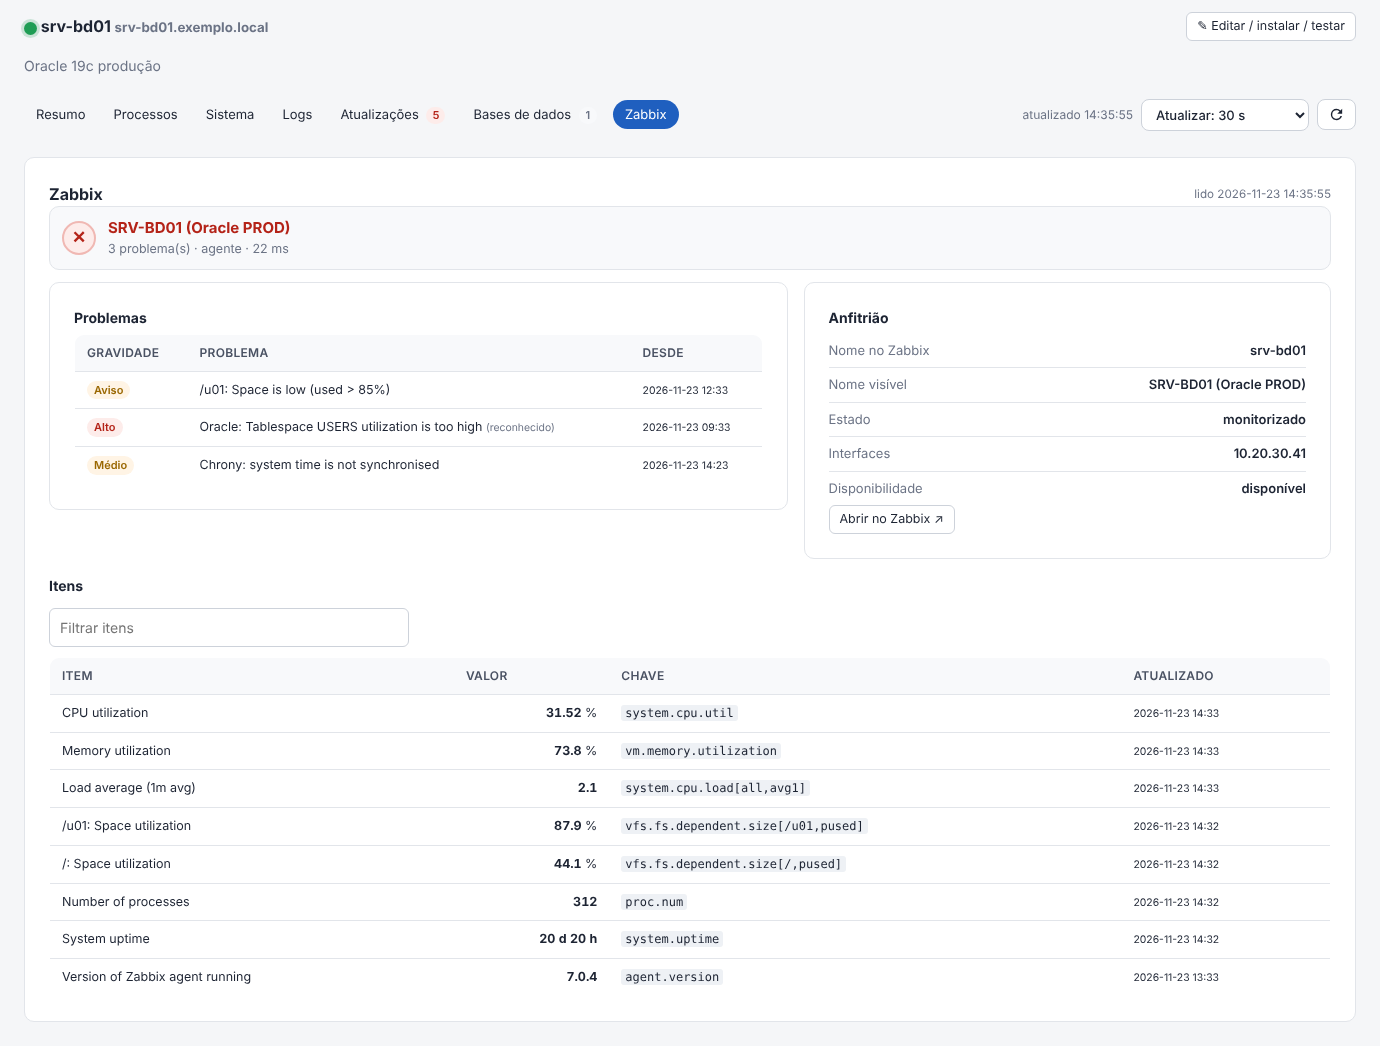 srv-bd01 srv-bd01.exemplo.local
✎ Editar / instalar / testar
Oracle 19c produção
Resumo Processos Sistema Logs Atualizações 5 Bases de dados 1 Zabbix
atualizado 14:35:55 Atualizar: 30 s
Zabbix
lido 2026-11-23 14:35:55
SRV-BD01 (Oracle PROD)
3 problema(s) · agente · 22 ms
Problemas
GRAVIDADE PROBLEMA DESDE
Aviso /u01: Space is low (used > 85%) 2026-11-23 12:33
Alto Oracle: Tablespace USERS utilization is too high (reconhecido) 2026-11-23 09:33
Médio Chrony: system time is not synchronised 2026-11-23 14:23
Anfitrião
Nome no Zabbix srv-bd01
Nome visível SRV-BD01 (Oracle PROD)
Estado monitorizado
Interfaces 10.20.30.41
Disponibilidade disponível
Abrir no Zabbix ↗
Itens
Filtrar itens
ITEM VALOR CHAVE ATUALIZADO
CPU utilization 31.52 % system.cpu.util 2026-11-23 14:33
Memory utilization 73.8 % vm.memory.utilization 2026-11-23 14:33
Load average (1m avg) 2.1 system.cpu.load[all,avg1] 2026-11-23 14:33
/u01: Space utilization 87.9 % vfs.fs.dependent.size[/u01,pused] 2026-11-23 14:32
/: Space utilization 44.1 % vfs.fs.dependent.size[/,pused] 2026-11-23 14:32
Number of processes 312 proc.num 2026-11-23 14:32
System uptime 20 d 20 h system.uptime 2026-11-23 14:32
Version of Zabbix agent running 7.0.4 agent.version 2026-11-23 13:33